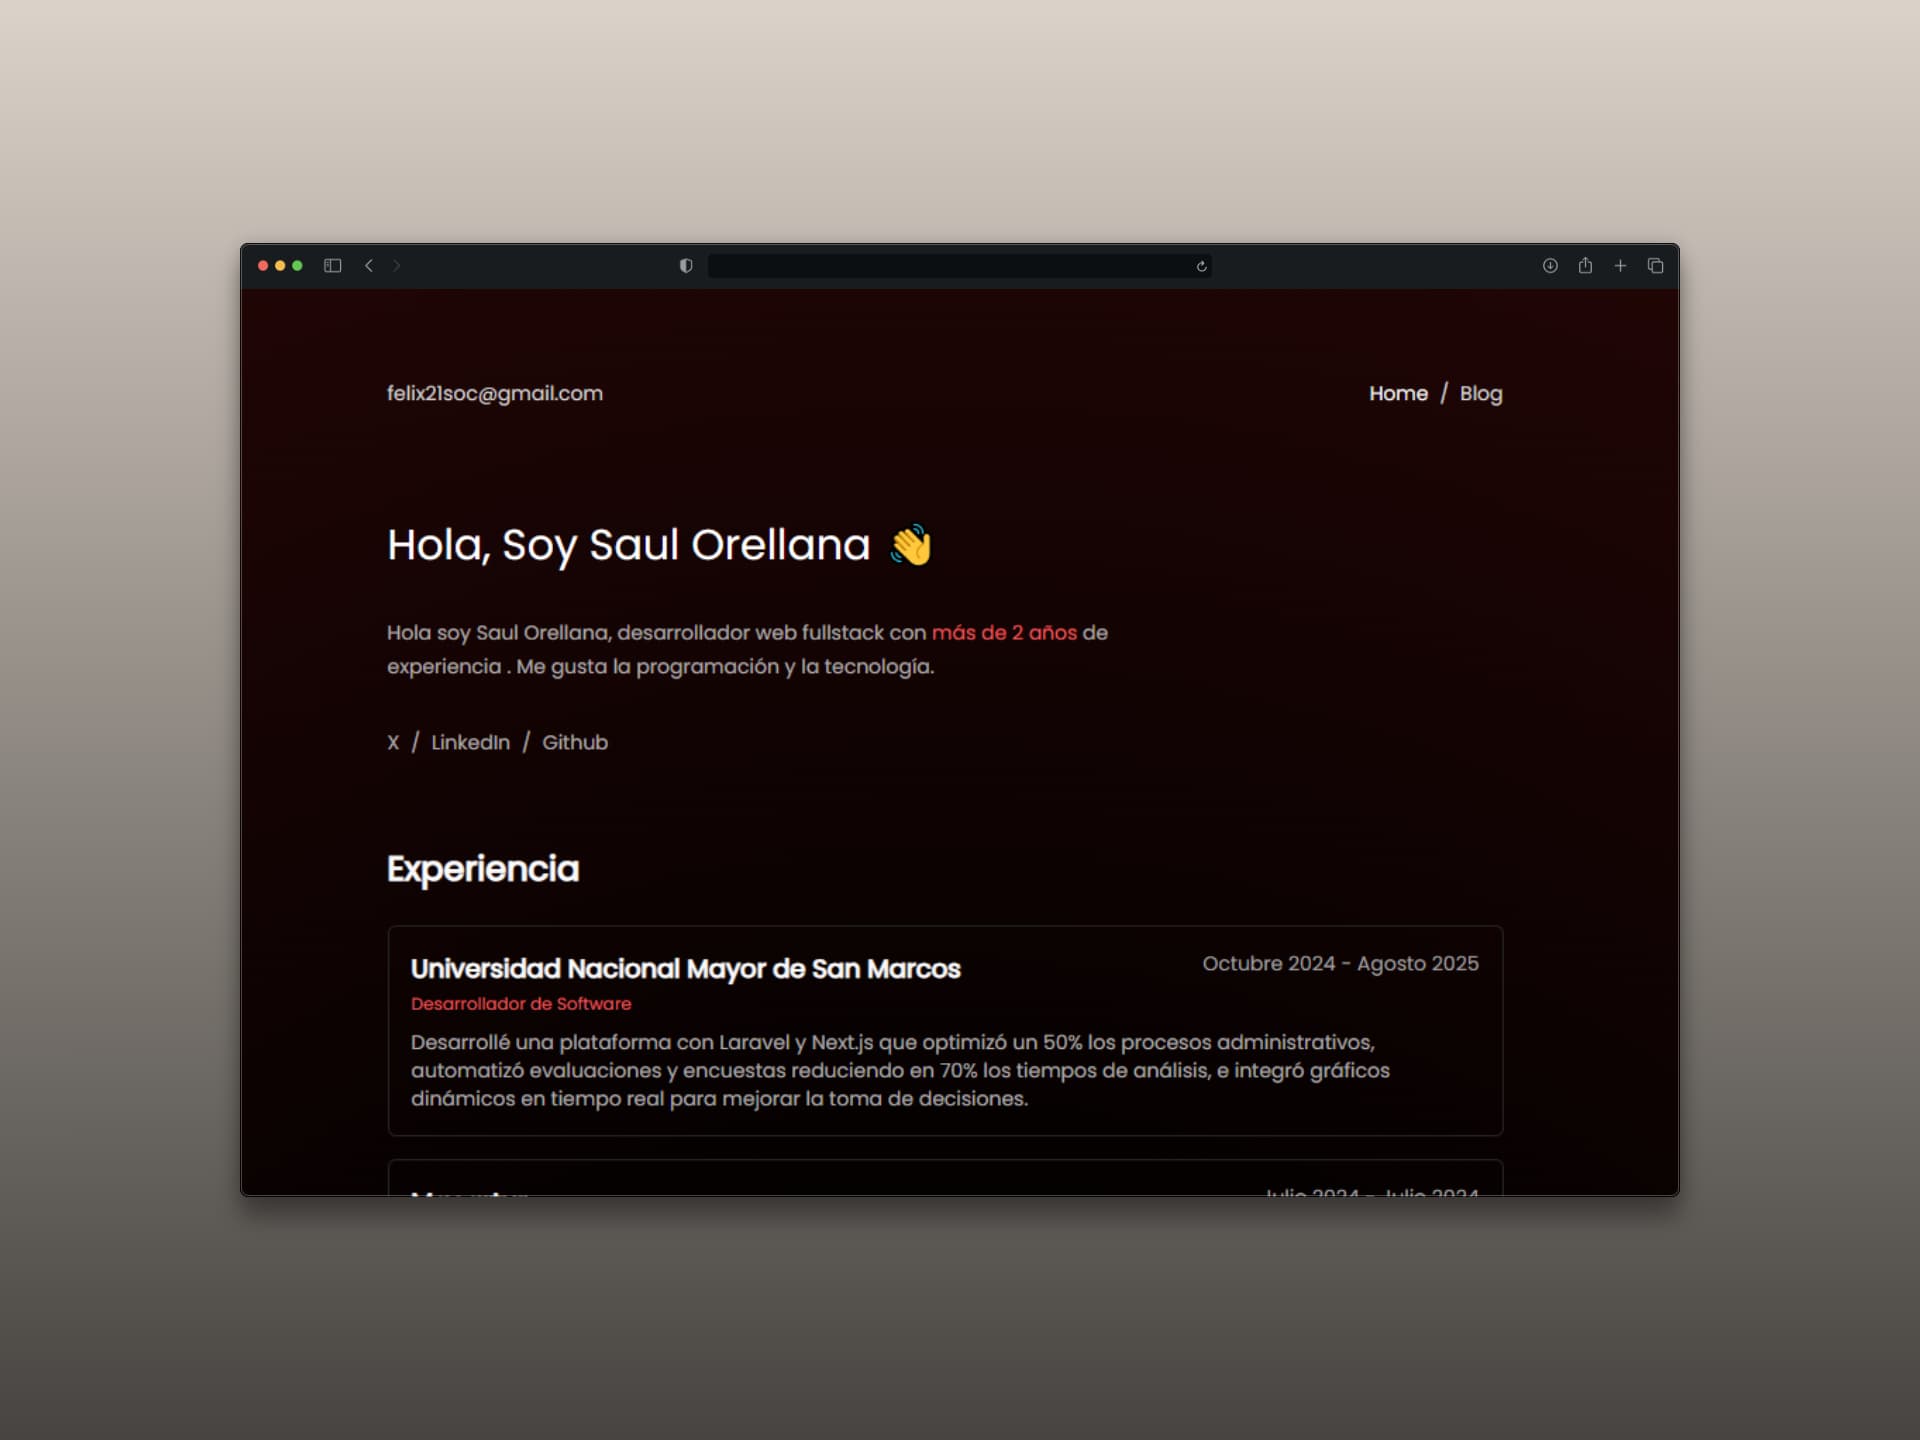 felix21soc@gmail.com
Home / Blog
Hola, Soy Saul Orellana 👋
Hola soy Saul Orellana, desarrollador web fullstack con más de 2 años de
experiencia . Me gusta la programación y la tecnología.
X / LinkedIn / Github
Experiencia
Universidad Nacional Mayor de San Marcos
Octubre 2024 - Agosto 2025
Desarrollador de Software
Desarrollé una plataforma con Laravel y Next.js que optimizó un 50% los procesos administrativos,
automatizó evaluaciones y encuestas reduciendo en 70% los tiempos de análisis, e integró gráficos
dinámicos en tiempo real para mejorar la toma de decisiones.
Julio 2024 - Julio 2024